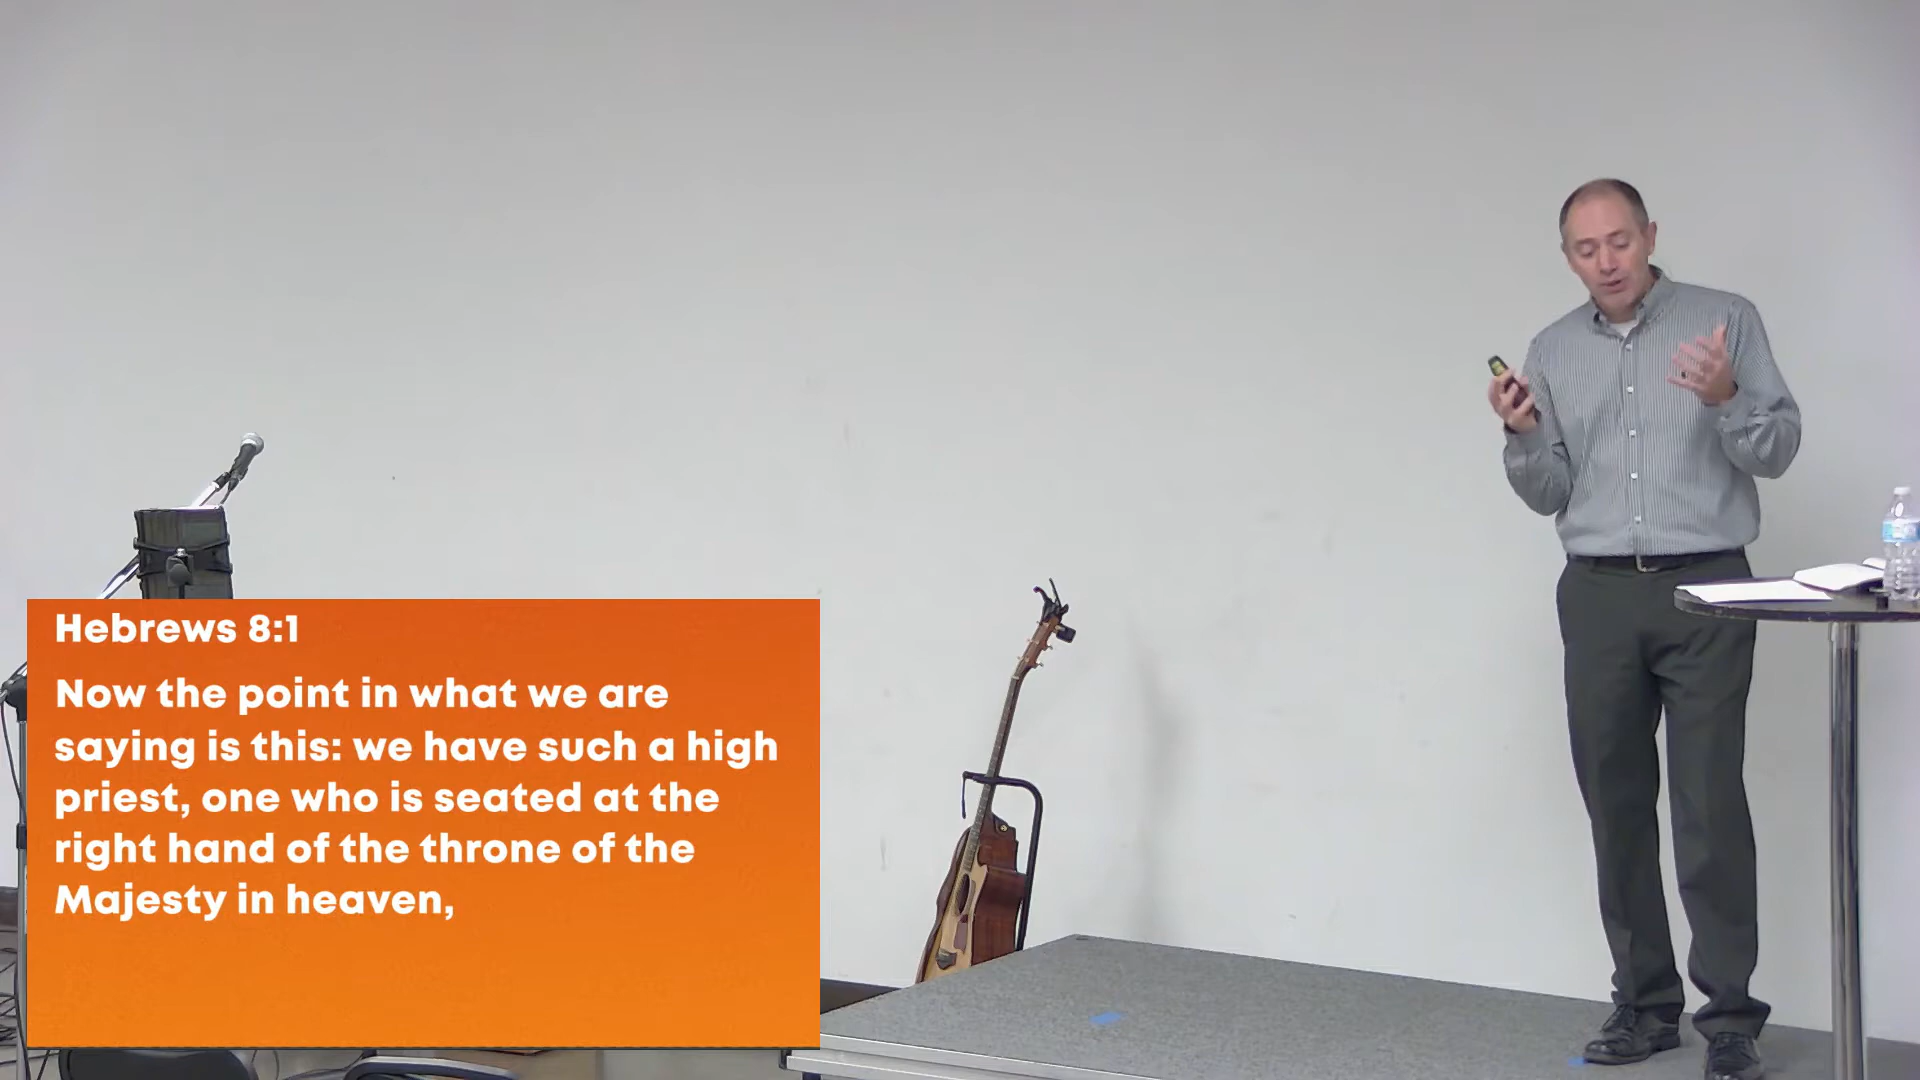 Hebrews 8:1
Now the point in what we are
saying is this: we have such a high
priest, one who is seated at the
right hand of the throne of the
Majesty in heaven,